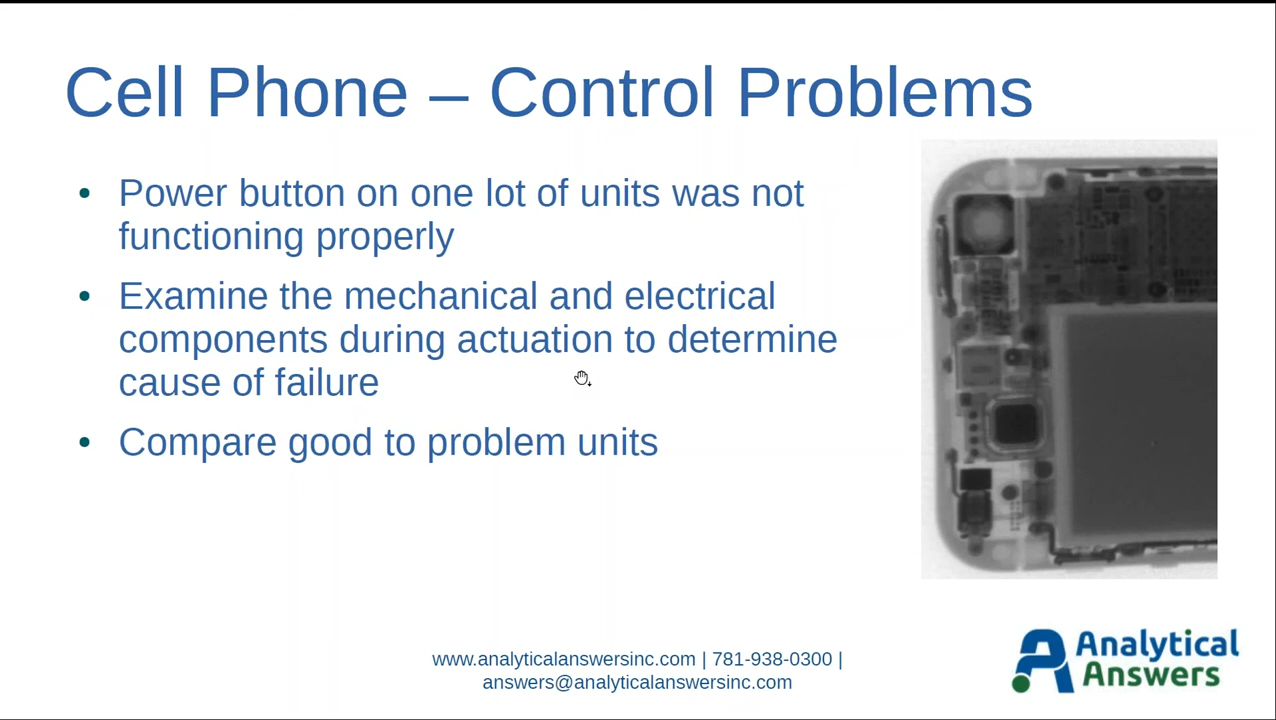 Cell Phone – Control Problems
• Power button on one lot of units was not
functioning properly
• Examine the mechanical and electrical
components during actuation to determine
cause of failure
• Compare good to problem units
www.analyticalanswersinc.com | 781-938-0300 |
answers@analyticalanswersinc.com
Analytical
Answers